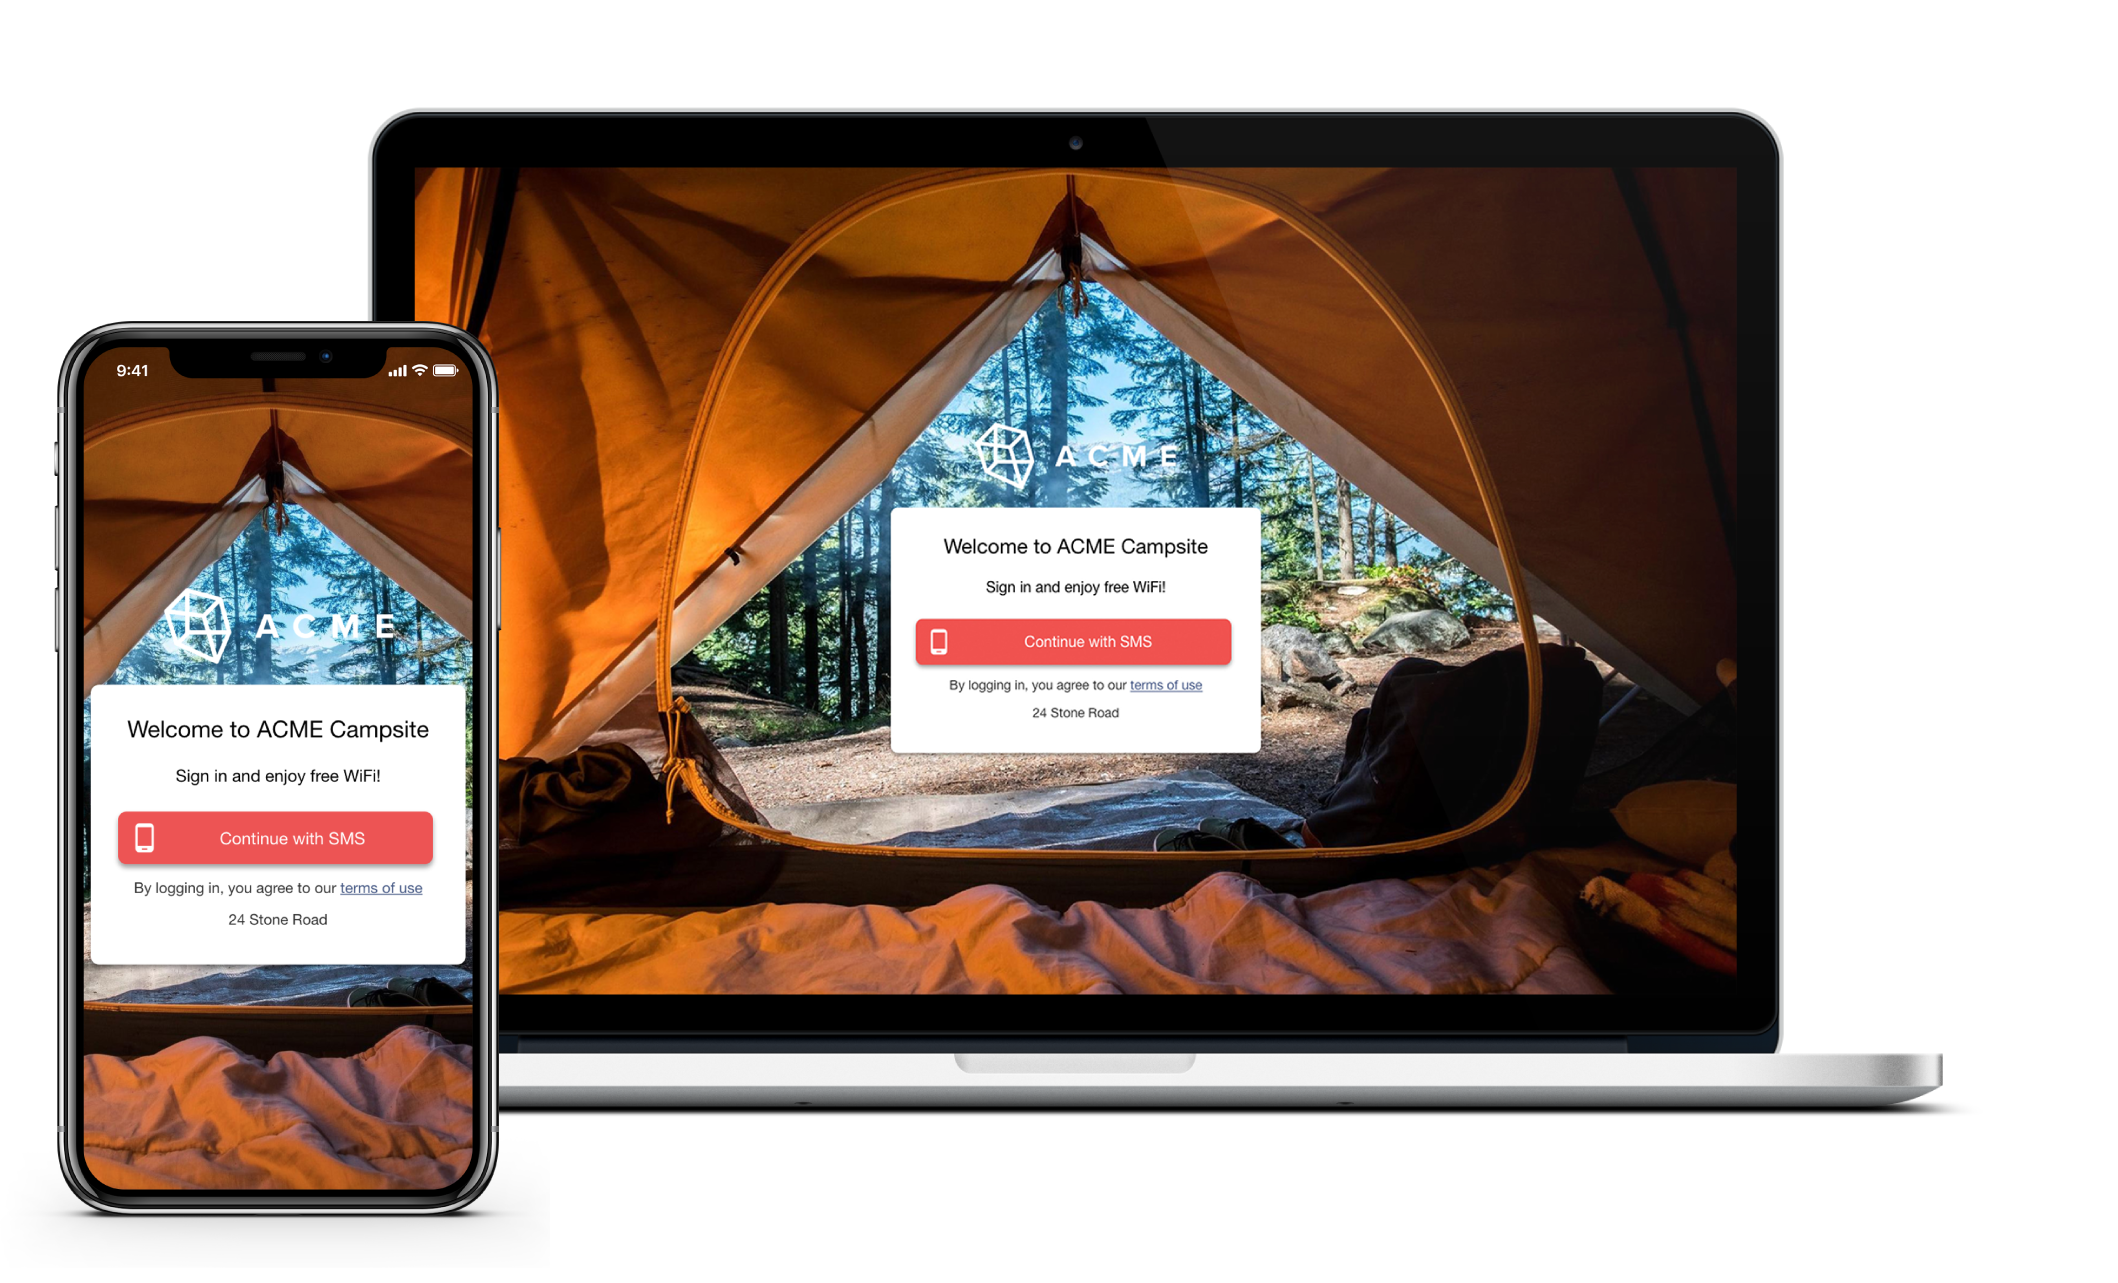 9:41
ACME
Welcome to ACME Campsite
Sign in and enjoy free WiFi!
Continue with SMS
By logging in, you agree to our terms of use
24 Stone Road
ACME
Welcome to ACME Campsite
Sign in and enjoy free WiFi!
Continue with SMS
By logging in, you agree to our terms of use
24 Stone Road